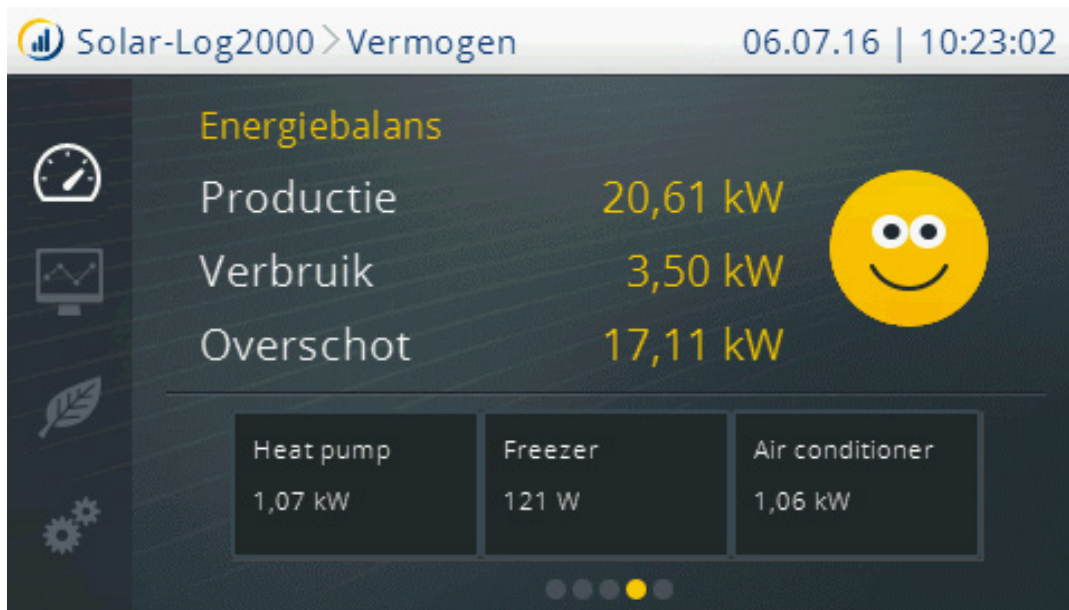 Solar-Log2000 > Vermogen 06.07.16 | 10:23:02
Energiebalans
Productie 20,61 kW
Verbruik 3,50 kW
Overschot 17,11 kW
Heat pump Freezer Air conditioner
1,07 kW 121 W 1,06 kW